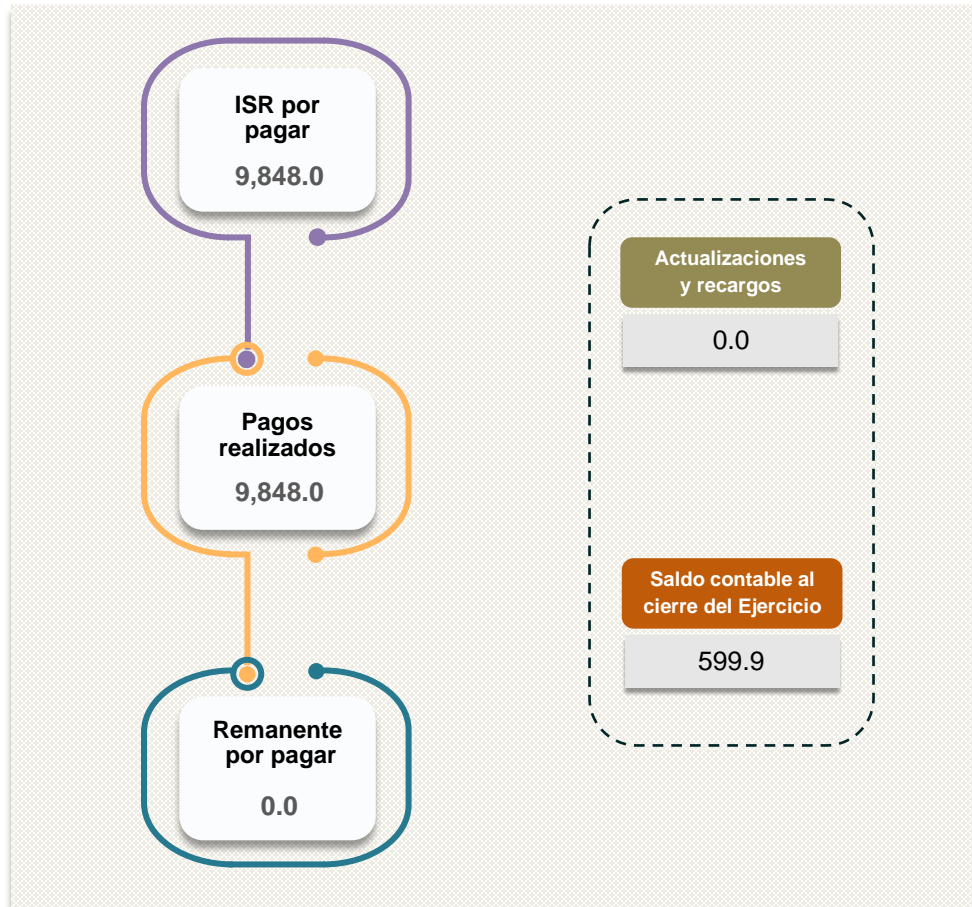 ISR por
pagar
9,848.0
Pagos
realizados
9,848.0
Remanente
por pagar
0.0
Actualizaciones
y recargos
0.0
Saldo contable al
cierre del Ejercicio
599.9